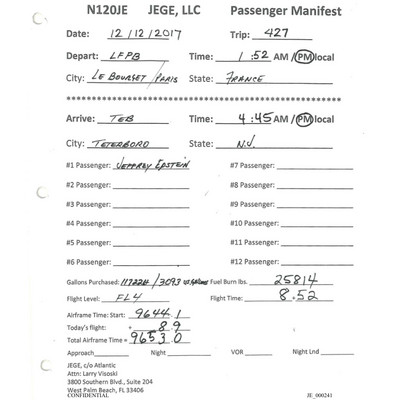 N120JE JEGE, LLC Passenger Manifest
Date: 12/12/2017 Trip: 427
Depart: LFPB Time: 1:52 AM/PM local
City: LE BOURGET/PARIS State: FRANCE
Arrive: TEB Time: 4:45 AM/PM local
City: TETERBORO State: N.J.
#1 Passenger: JEFFREY EPSTEIN #7 Passenger:
#2 Passenger: #8 Passenger:
#3 Passenger: #9 Passenger:
#4 Passenger: #10 Passenger:
#5 Passenger: #11 Passenger:
#6 Passenger: #12 Passenger:
Gallons Purchased: 11722L/3093 US Gallons Fuel Burn lbs. 25814
Flight Level: FL4 Flight Time: 8.52
Airframe Time: Start: 9644.1
Today's flight: 8.9
Total Airframe Time = 9653.0
Approach Night VOR Night Lnd
JEGE, c/o Atlantic
Attn: Larry Visoski
3800 Southern Blvd., Suite 204
West Palm Beach, FL 33406
CONFIDENTIAL JE_000241